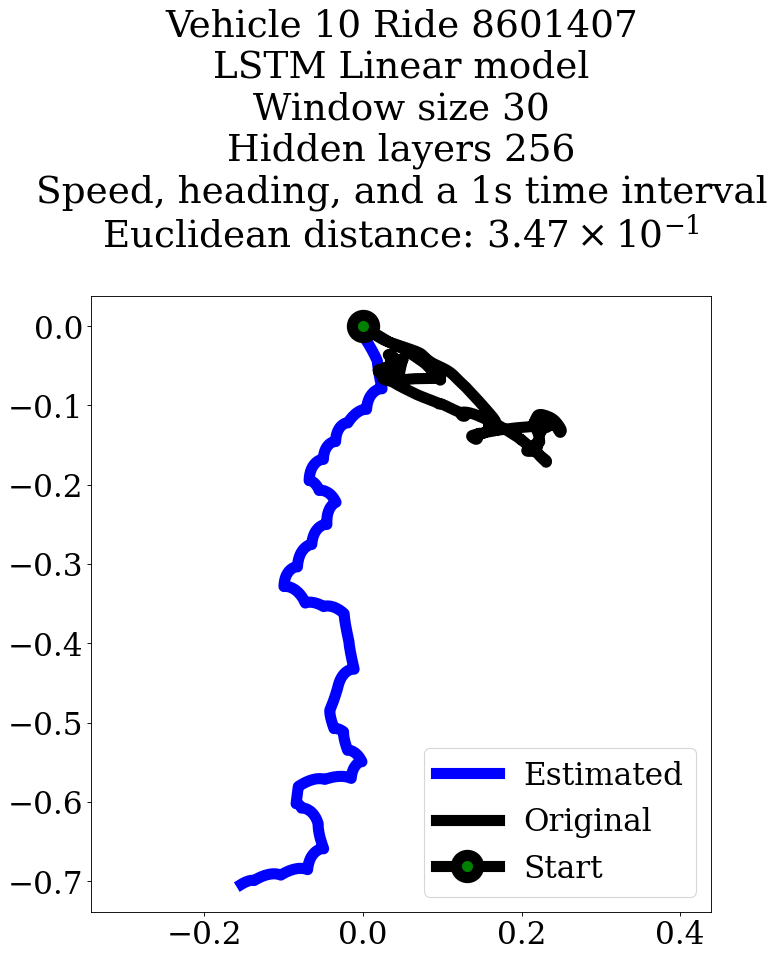 Vehicle 10 Ride 8601407
LSTM Linear model
Window size 30
Hidden layers 256
Speed, heading, and a 1s time interval
Euclidean distance: 3.47 × 10⁻¹
0.0
−0.1
−0.2
−0.3
−0.4
−0.5
−0.6
−0.7
Estimated
Original
Start
−0.2
0.0
0.2
0.4